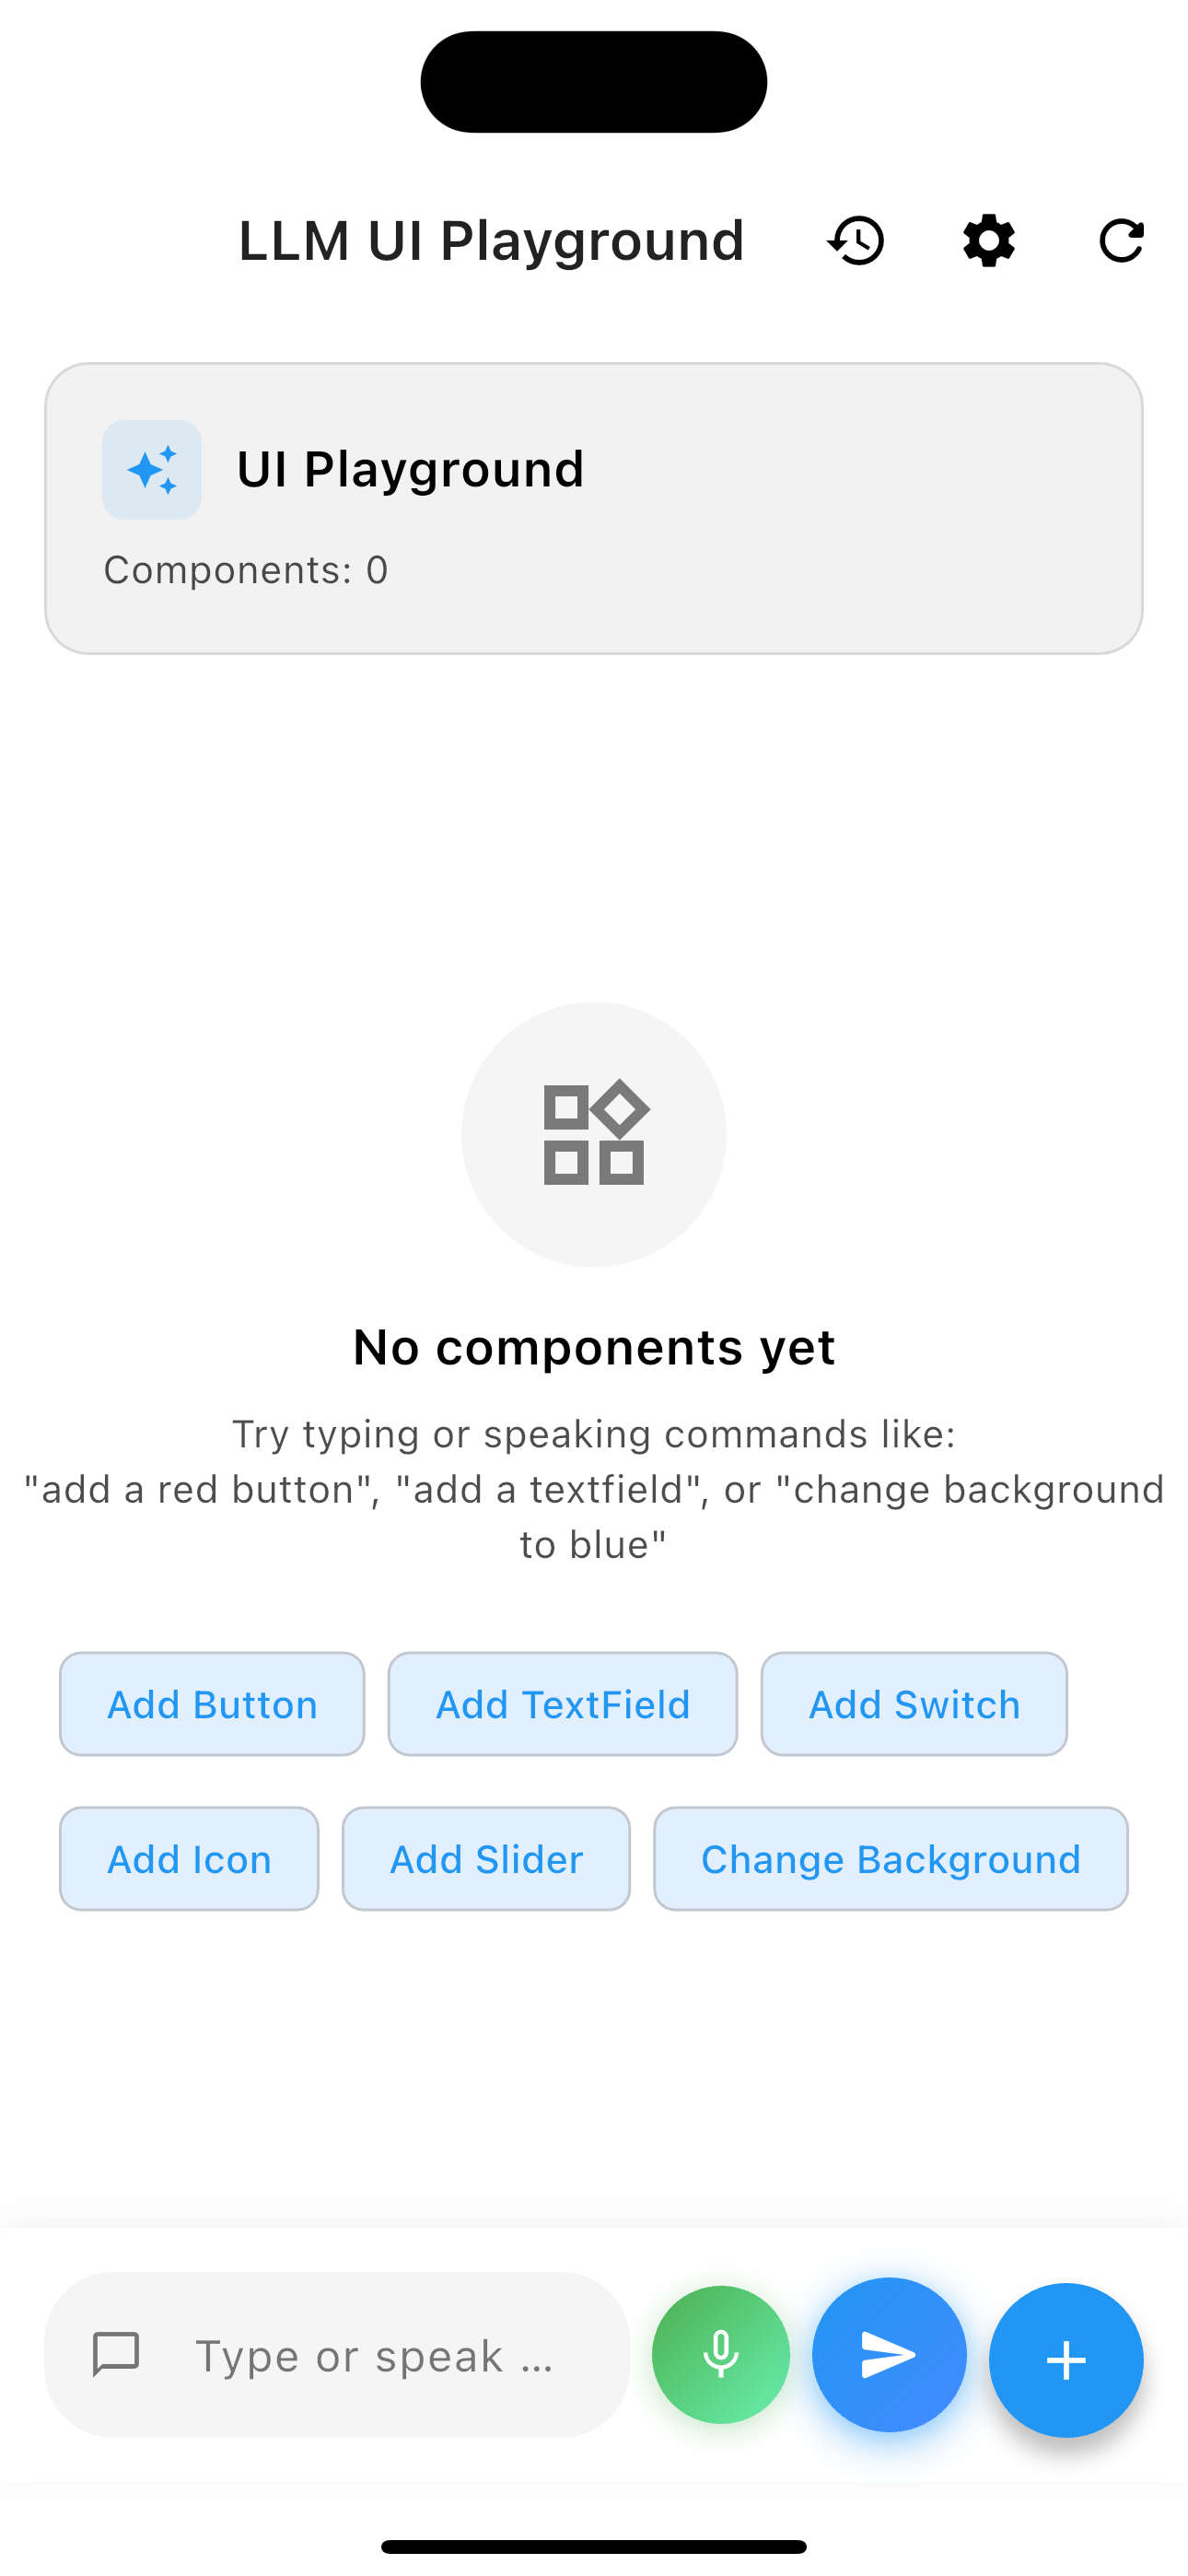 LLM UI Playground
UI Playground
Components: 0
No components yet
Try typing or speaking commands like:
"add a red button", "add a textfield", or "change background
to blue"
Add Button
Add TextField
Add Switch
Add Icon
Add Slider
Change Background
Type or speak ...